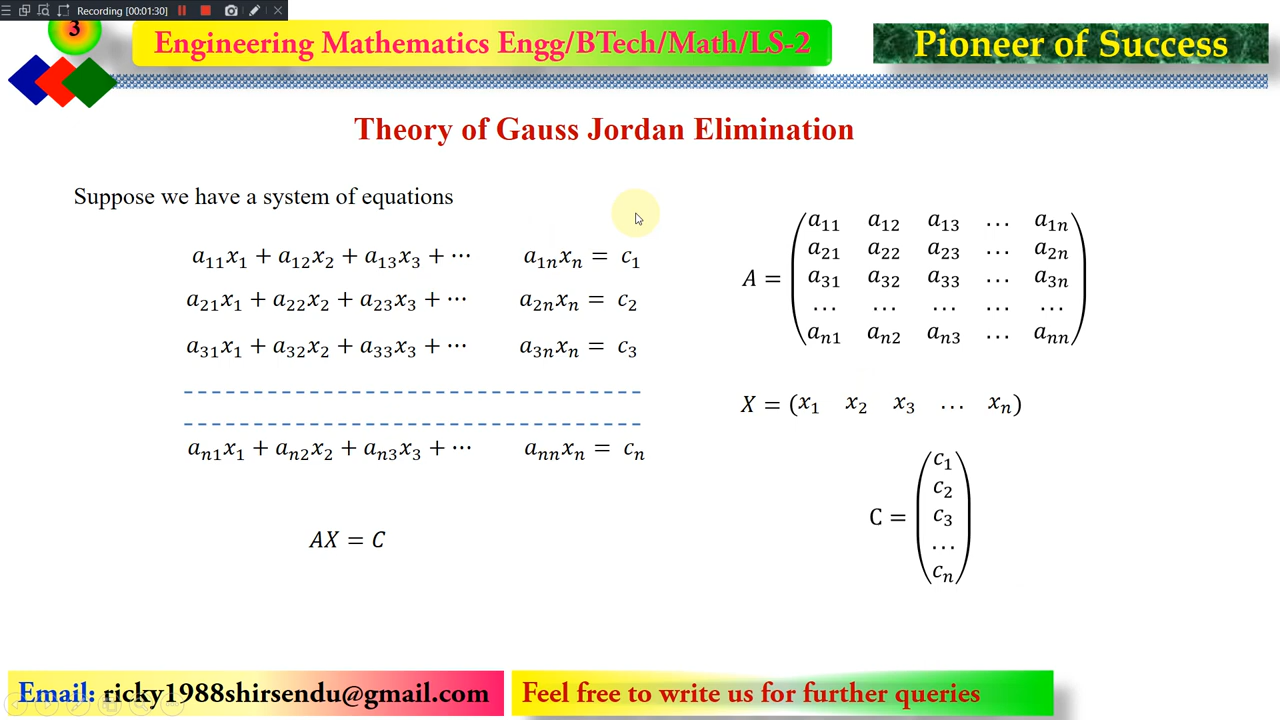 Recording [00:01:30]
3
Engineering Mathematics Engg/BTech/Math/LS-2
Pioneer of Success
Theory of Gauss Jordan Elimination
Suppose we have a system of equations
a₁₁x₁ + a₁₂x₂ + a₁₃x₃ + ⋯ a₁ₙxₙ = c₁
a₂₁x₁ + a₂₂x₂ + a₂₃x₃ + ⋯ a₂ₙxₙ = c₂
a₃₁x₁ + a₃₂x₂ + a₃₃x₃ + ⋯ a₃ₙxₙ = c₃
aₙ₁x₁ + aₙ₂x₂ + aₙ₃x₃ + ⋯ aₙₙxₙ = cₙ
AX = C
a₁₁ a₁₂ a₁₃ … a₁ₙ
a₂₁ a₂₂ a₂₃ … a₂ₙ
A = a₃₁ a₃₂ a₃₃ … a₃ₙ
… … … … …
aₙ₁ aₙ₂ aₙ₃ … aₙₙ
X = (x₁ x₂ x₃ … xₙ)
c₁
c₂
C = c₃
…
cₙ
Email: ricky1988shirsendu@gmail.com
Feel free to write us for further queries